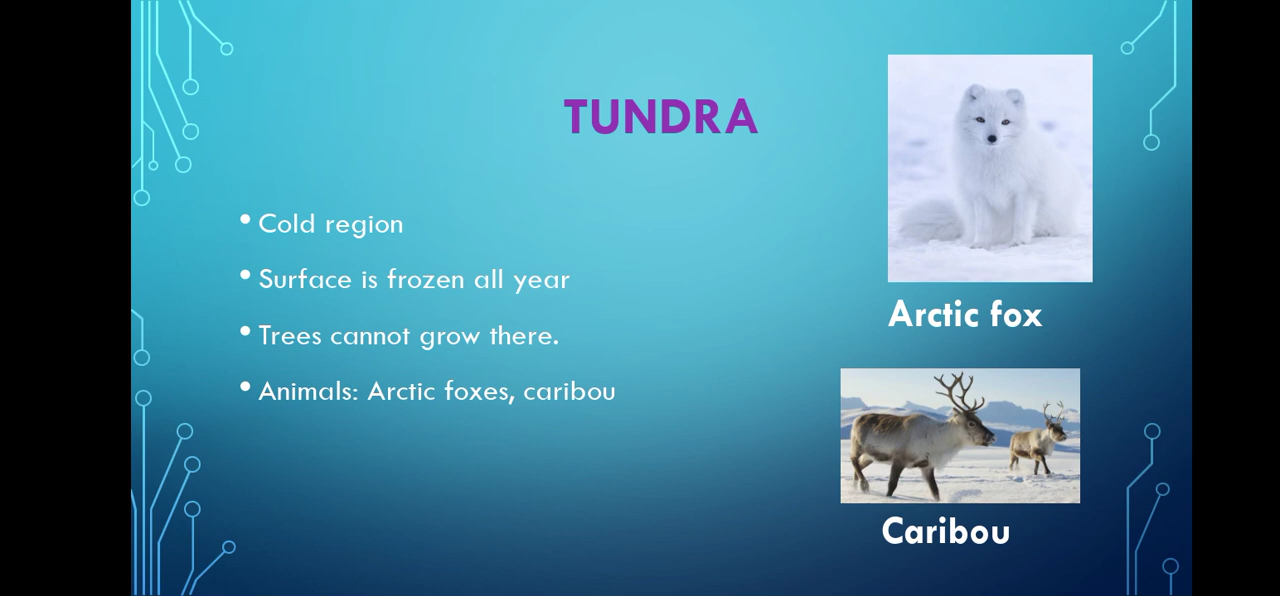 TUNDRA
• Cold region
• Surface is frozen all year
• Trees cannot grow there.
• Animals: Arctic foxes, caribou
Arctic fox
Caribou